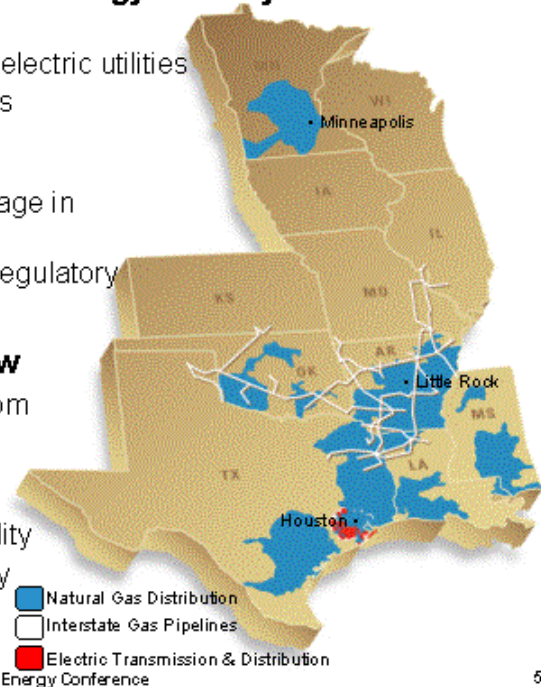 electric utilities
s
age in
egulatory
w
om
lity
y
MN
WI
Minneapolis
IA
IL
KS
MO
OK
AR
Little Rock
MS
TX
LA
Houston
Natural Gas Distribution
Interstate Gas Pipelines
Electric Transmission & Distribution
Energy Conference
5